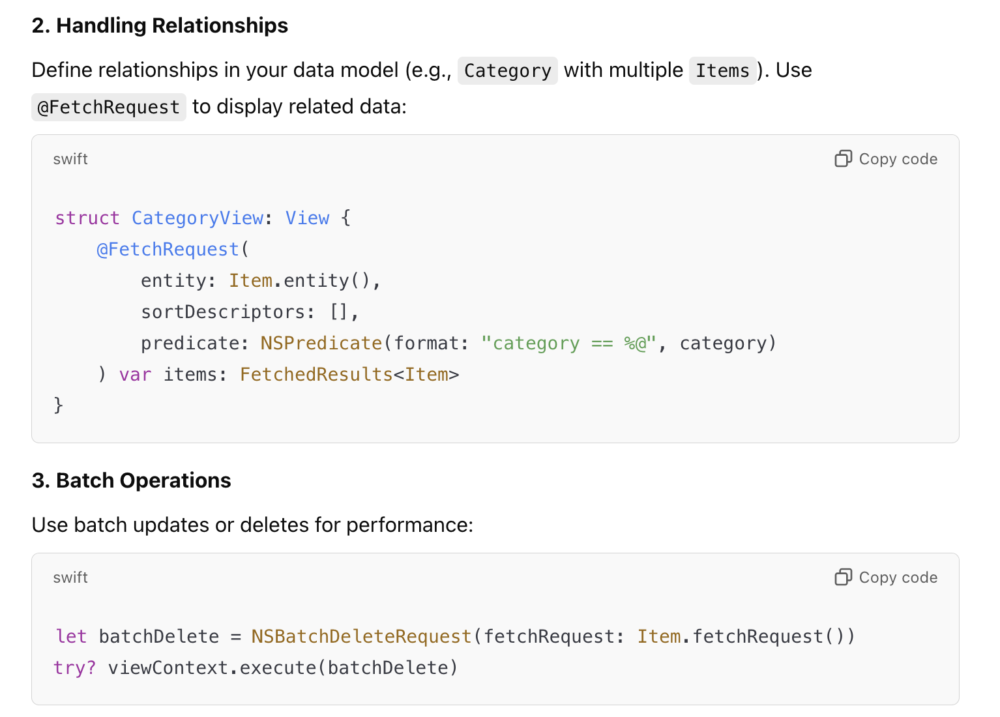 2. Handling Relationships
Define relationships in your data model (e.g., Category with multiple Items). Use
@FetchRequest to display related data:
swift
Copy code
struct CategoryView: View {
    @FetchRequest(
        entity: Item.entity(),
        sortDescriptors: [],
        predicate: NSPredicate(format: "category == %@", category)
    ) var items: FetchedResults<Item>
}
3. Batch Operations
Use batch updates or deletes for performance:
swift
Copy code
let batchDelete = NSBatchDeleteRequest(fetchRequest: Item.fetchRequest())
try? viewContext.execute(batchDelete)